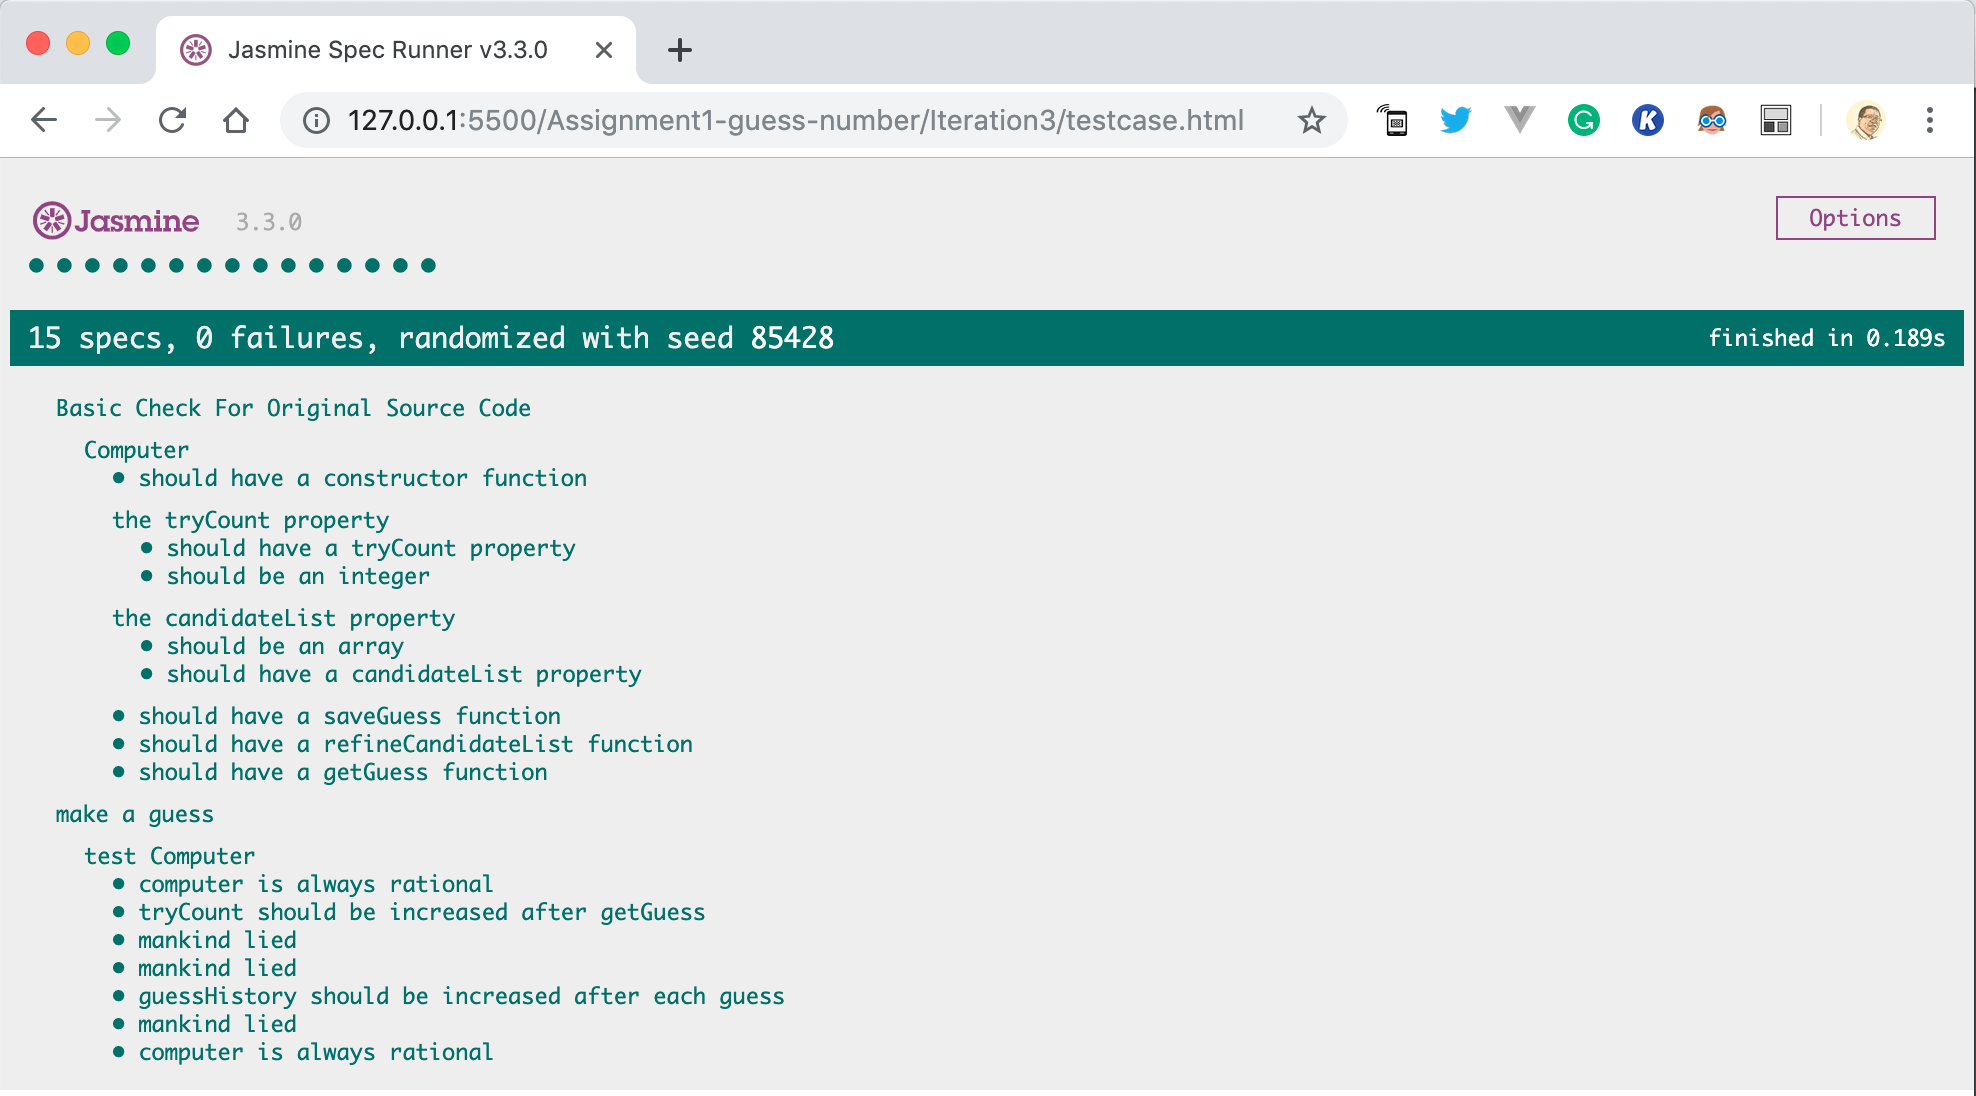 Jasmine Spec Runner v3.3.0
127.0.0.1:5500/Assignment1-guess-number/Iteration3/testcase.html
Jasmine 3.3.0
Options
15 specs, 0 failures, randomized with seed 85428
finished in 0.189s
Basic Check For Original Source Code
Computer
• should have a constructor function
the tryCount property
• should have a tryCount property
• should be an integer
the candidateList property
• should be an array
• should have a candidateList property
• should have a saveGuess function
• should have a refineCandidateList function
• should have a getGuess function
make a guess
test Computer
• computer is always rational
• tryCount should be increased after getGuess
• mankind lied
• mankind lied
• guessHistory should be increased after each guess
• mankind lied
• computer is always rational